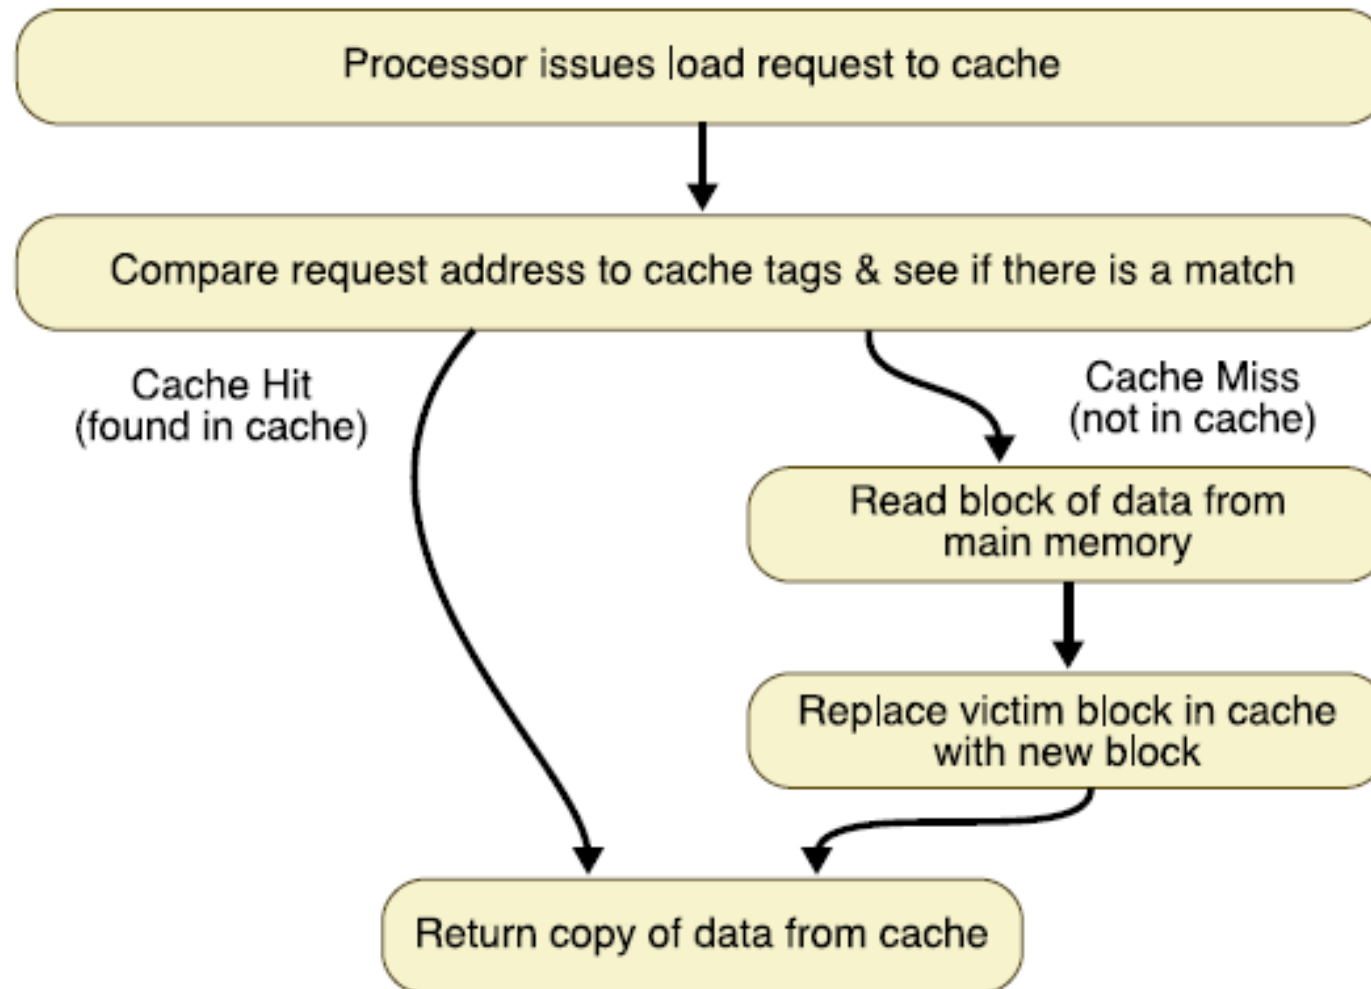 Processor issues load request to cache
Compare request address to cache tags & see if there is a match
Cache Hit
(found in cache)
Cache Miss
(not in cache)
Read block of data from
main memory
Replace victim block in cache
with new block
Return copy of data from cache